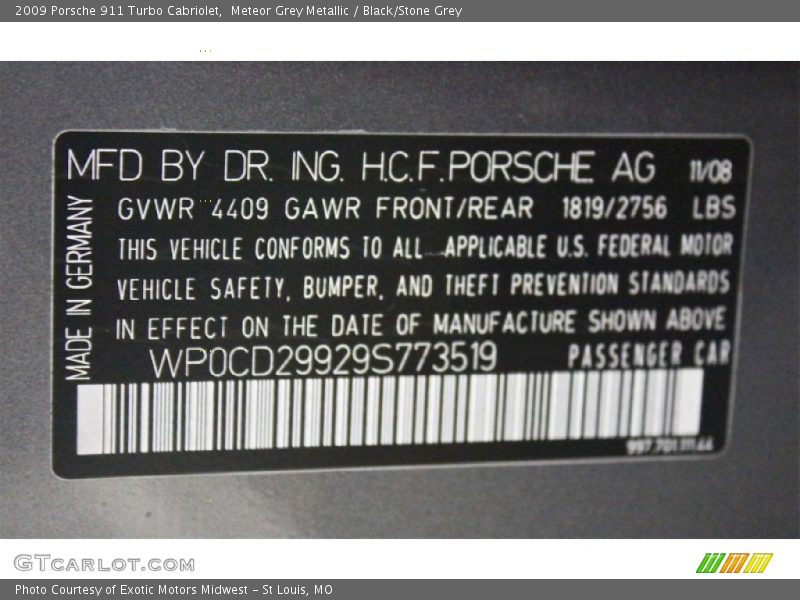 2009 Porsche 911 Turbo Cabriolet,  Meteor Grey Metallic / Black/Stone Grey
MFD BY DR. ING. H.C.F. PORSCHE AG 11/08
GVWR 4409 GAWR FRONT/REAR 1819/2756 LBS
THIS VEHICLE CONFORMS TO ALL APPLICABLE U.S. FEDERAL MOTOR
VEHICLE SAFETY, BUMPER, AND THEFT PREVENTION STANDARDS
IN EFFECT ON THE DATE OF MANUFACTURE SHOWN ABOVE
WP0CD29929S773519 PASSENGER CAR
MADE IN GERMANY
GTCARLOT.COM
Photo Courtesy of Exotic Motors Midwest - St Louis, MO